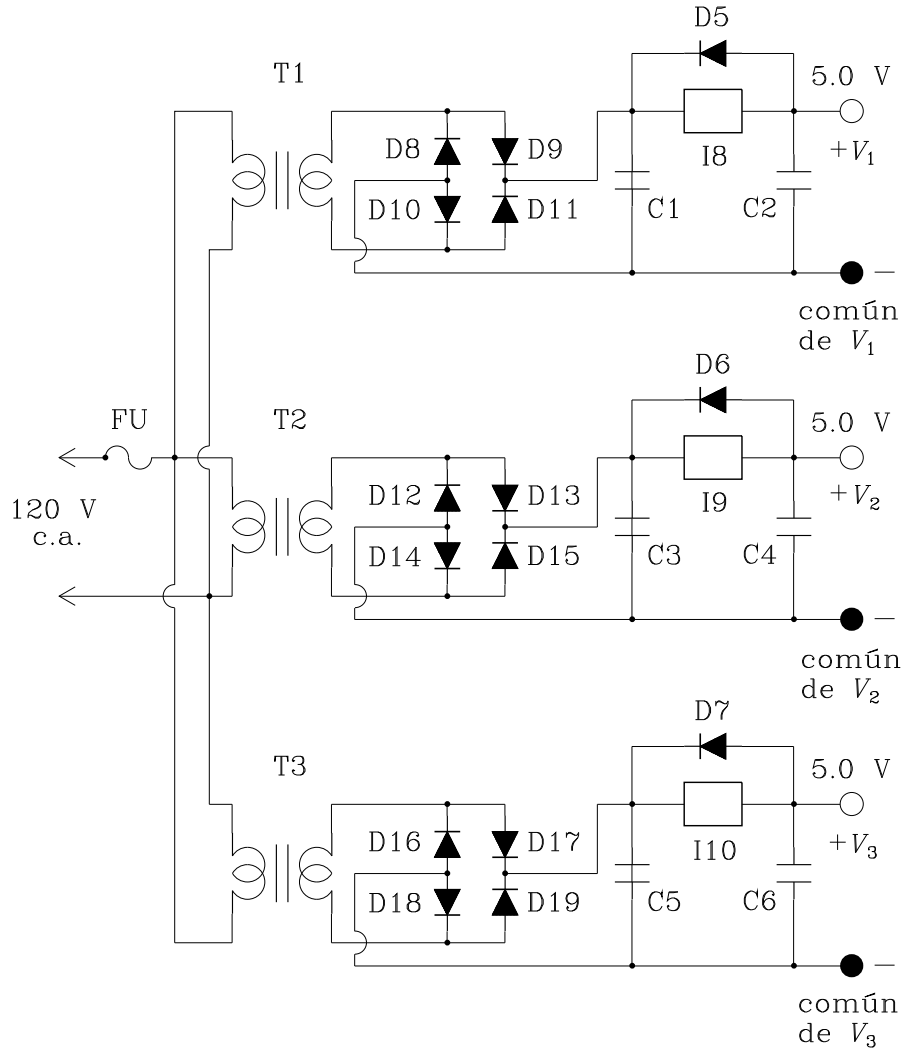 D5
T1
5.0 V
D8
D9
I8
+V1
D10
D11
C1
C2
−
común
de V1
D6
FU
T2
5.0 V
D12
D13
I9
+V2
120 V
c.a.
D14
D15
C3
C4
−
común
de V2
D7
T3
5.0 V
D16
D17
I10
+V3
D18
D19
C5
C6
−
común
de V3